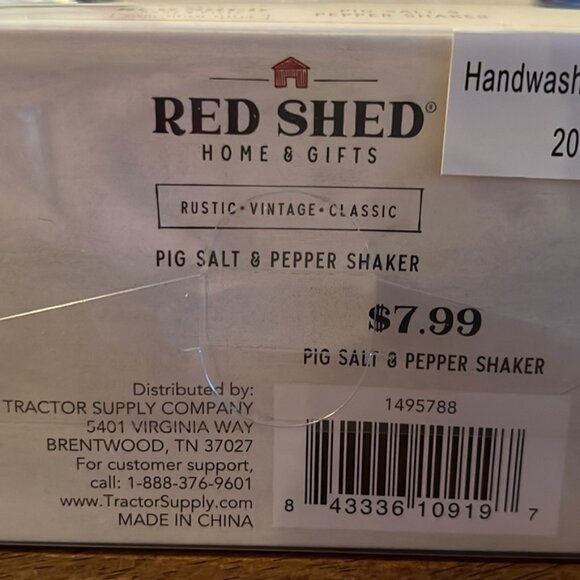 PEPPER SHAKER
Handwash
20
RED SHED®
HOME & GIFTS
RUSTIC • VINTAGE • CLASSIC
PIG SALT & PEPPER SHAKER
$7.99
PIG SALT & PEPPER SHAKER
Distributed by:
TRACTOR SUPPLY COMPANY
5401 VIRGINIA WAY
BRENTWOOD, TN 37027
For customer support,
call: 1-888-376-9601
www.TractorSupply.com
MADE IN CHINA
1495788
8 43336 10919 7